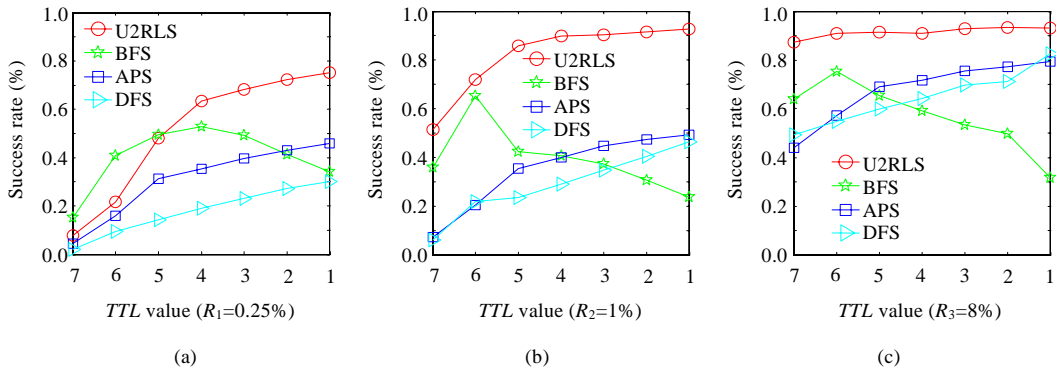 Success rate (%)
1.0
0.8
0.6
0.4
0.2
0.0
U2RLS
BFS
APS
DFS
7 6 5 4 3 2 1
TTL value (R1=0.25%)
(a)
Success rate (%)
1.0
0.8
0.6
0.4
0.2
0.0
U2RLS
BFS
APS
DFS
7 6 5 4 3 2 1
TTL value (R2=1%)
(b)
Success rate (%)
1.0
0.8
0.6
0.4
0.2
0.0
U2RLS
BFS
APS
DFS
7 6 5 4 3 2 1
TTL value (R3=8%)
(c)